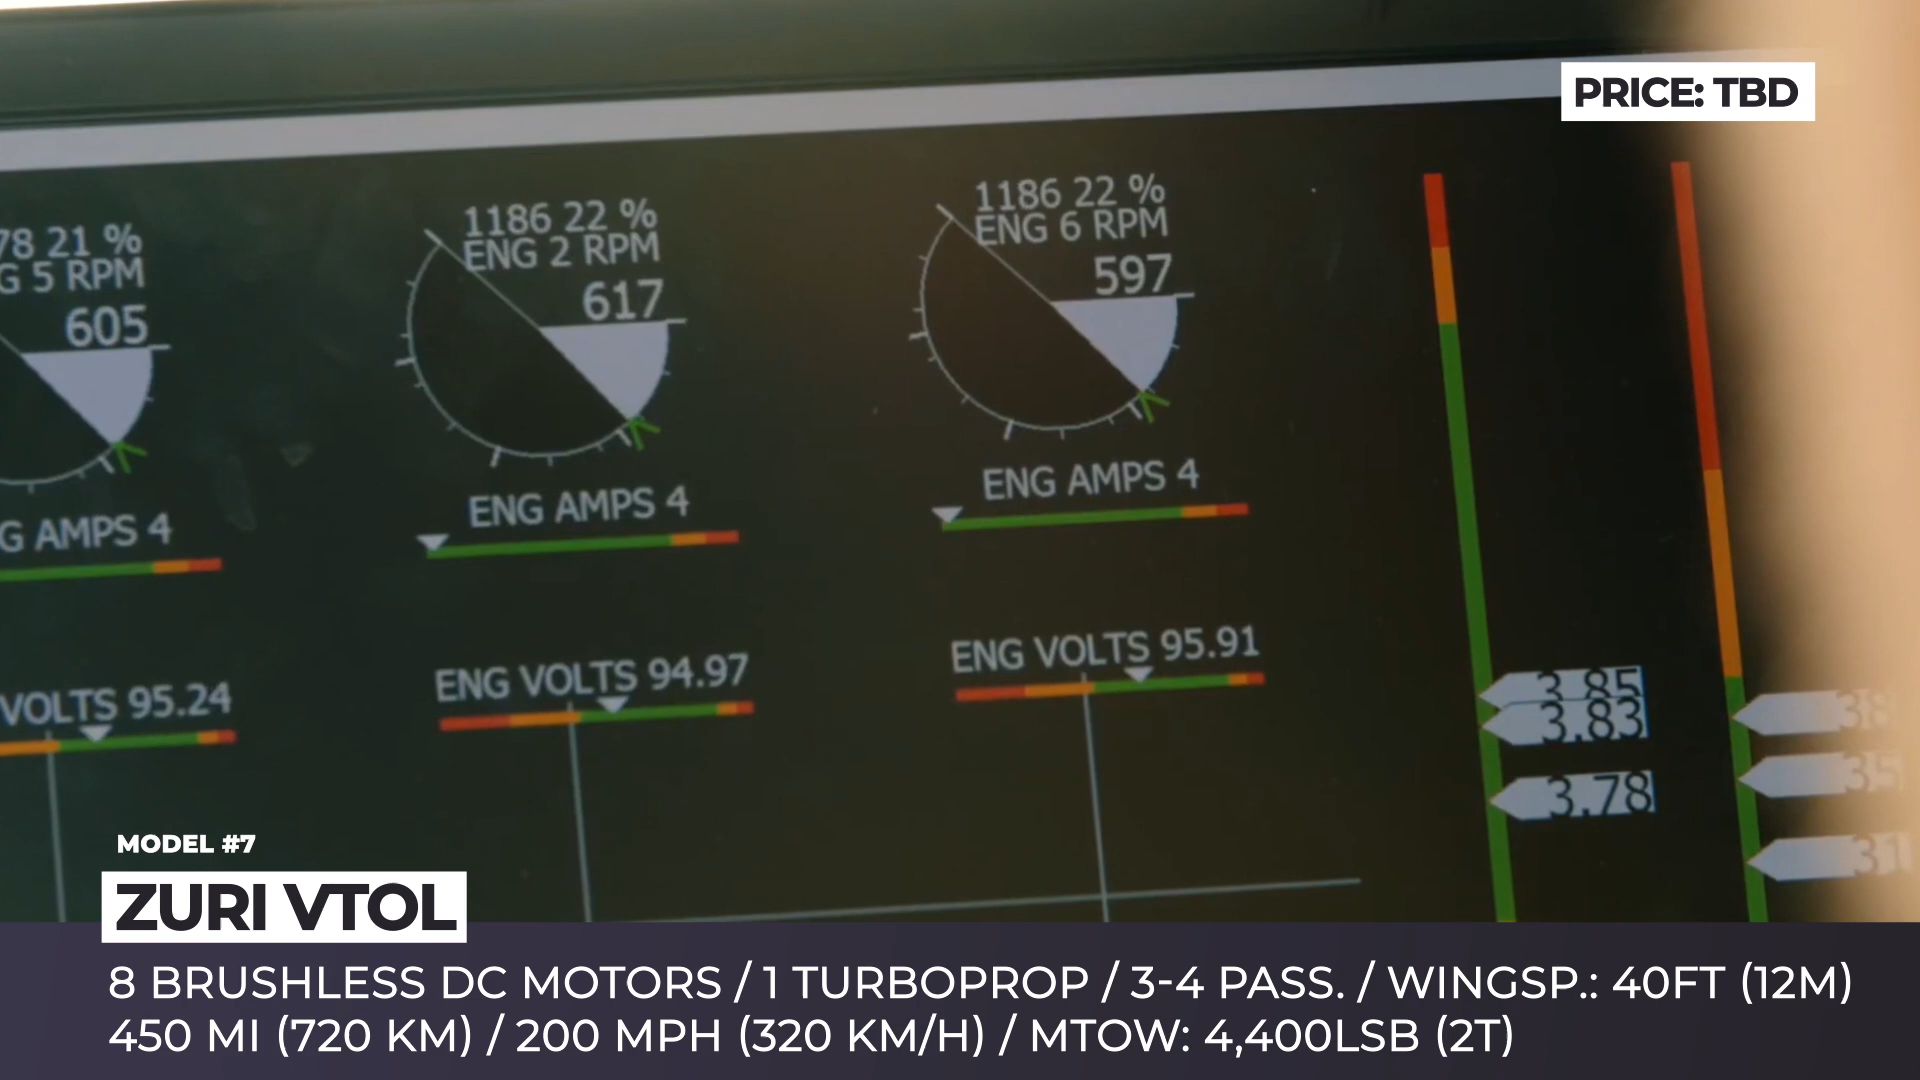 PRICE: TBD
78 21 %
G 5 RPM
605
G AMPS 4
VOLTS 95.24
1186 22 %
ENG 2 RPM
617
ENG AMPS 4
ENG VOLTS 94.97
1186 22 %
ENG 6 RPM
597
ENG AMPS 4
ENG VOLTS 95.91
3.85
3.83
3.78
35
31
MODEL #7
ZURI VTOL
8 BRUSHLESS DC MOTORS / 1 TURBOPROP / 3-4 PASS. / WINGSP.: 40FT (12M)
450 MI (720 KM) / 200 MPH (320 KM/H) / MTOW: 4,400LSB (2T)